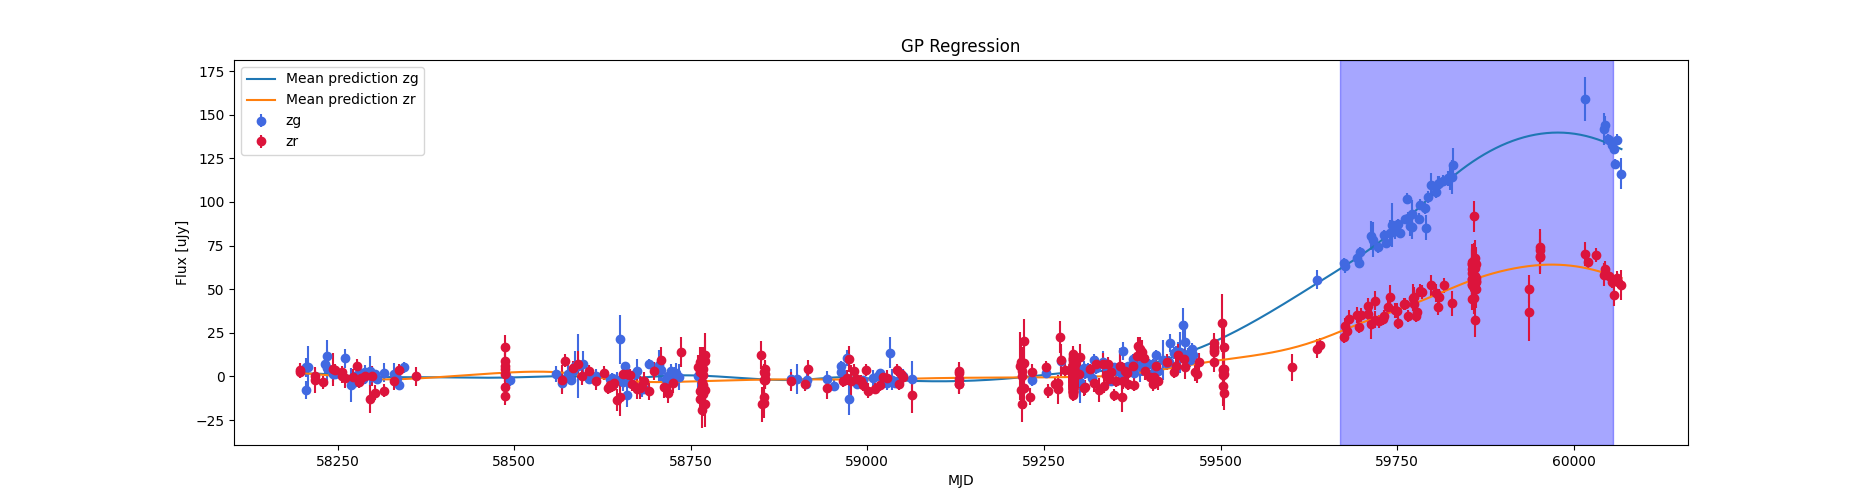 GP Regression
Mean prediction zg
Mean prediction zr
zg
zr
Flux [uJy]
175
150
125
100
75
50
25
0
−25
58250 58500 58750 59000 59250 59500 59750 60000
MJD